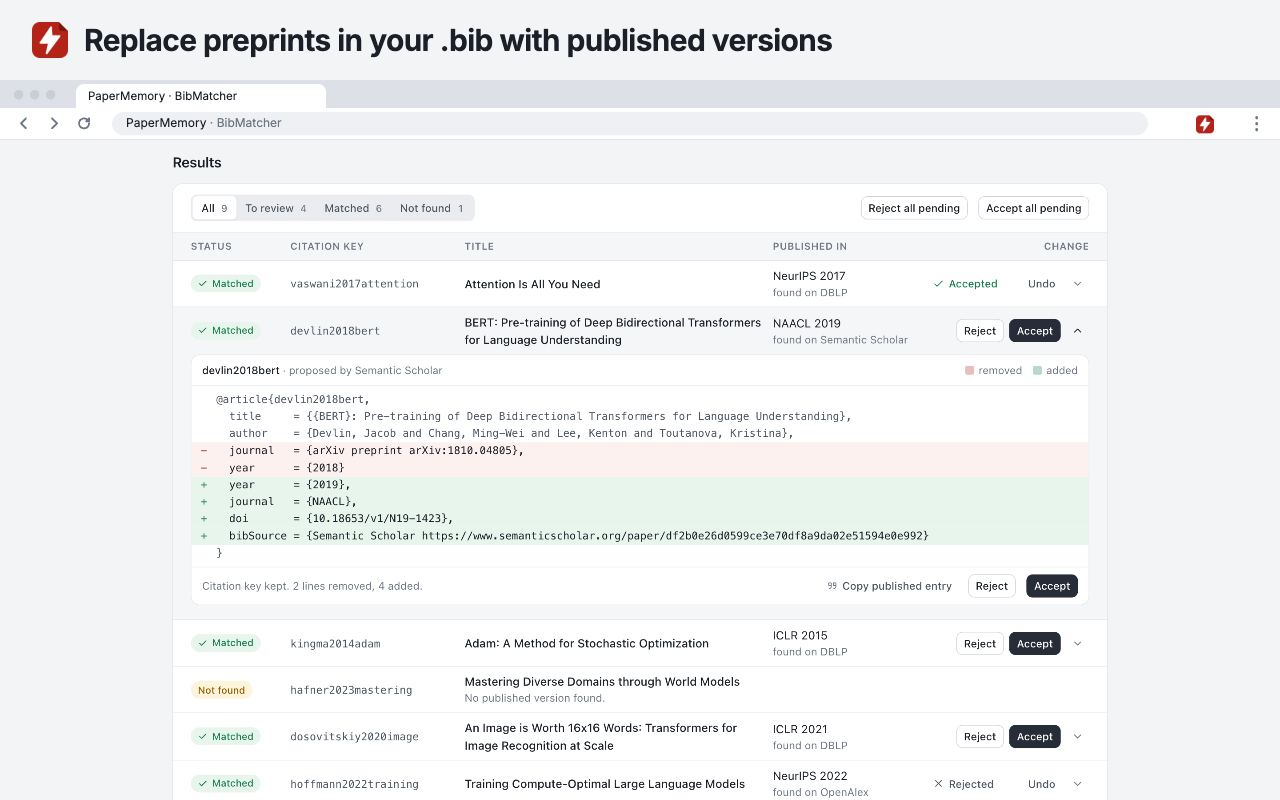 Replace preprints in your .bib with published versions
PaperMemory · BibMatcher
PaperMemory · BibMatcher
Results
All 9 To review 4 Matched 6 Not found 1 Reject all pending Accept all pending
STATUS CITATION KEY TITLE PUBLISHED IN CHANGE
Matched vaswani2017attention Attention Is All You Need NeurIPS 2017 Accepted Undo
found on DBLP
Matched devlin2018bert BERT: Pre-training of Deep Bidirectional Transformers NAACL 2019 Reject Accept
for Language Understanding found on Semantic Scholar
devlin2018bert · proposed by Semantic Scholar removed added
@article{devlin2018bert,
title = {{BERT}: Pre-training of Deep Bidirectional Transformers for Language Understanding},
author = {Devlin, Jacob and Chang, Ming-Wei and Lee, Kenton and Toutanova, Kristina},
− journal = {arXiv preprint arXiv:1810.04805},
− year = {2018}
+ year = {2019},
+ journal = {NAACL},
+ doi = {10.18653/v1/N19-1423},
+ bibSource = {Semantic Scholar https://www.semanticscholar.org/paper/df2b0e26d0599ce3e70df8a9da02e51594e0e992}
}
Citation key kept. 2 lines removed, 4 added. Copy published entry Reject Accept
Matched kingma2014adam Adam: A Method for Stochastic Optimization ICLR 2015 Reject Accept
found on DBLP
Not found hafner2023mastering Mastering Diverse Domains through World Models
No published version found.
Matched dosovitskiy2020image An Image is Worth 16x16 Words: Transformers for ICLR 2021 Reject Accept
Image Recognition at Scale found on DBLP
Matched hoffmann2022training Training Compute-Optimal Large Language Models NeurIPS 2022 Rejected Undo
found on OpenAlex